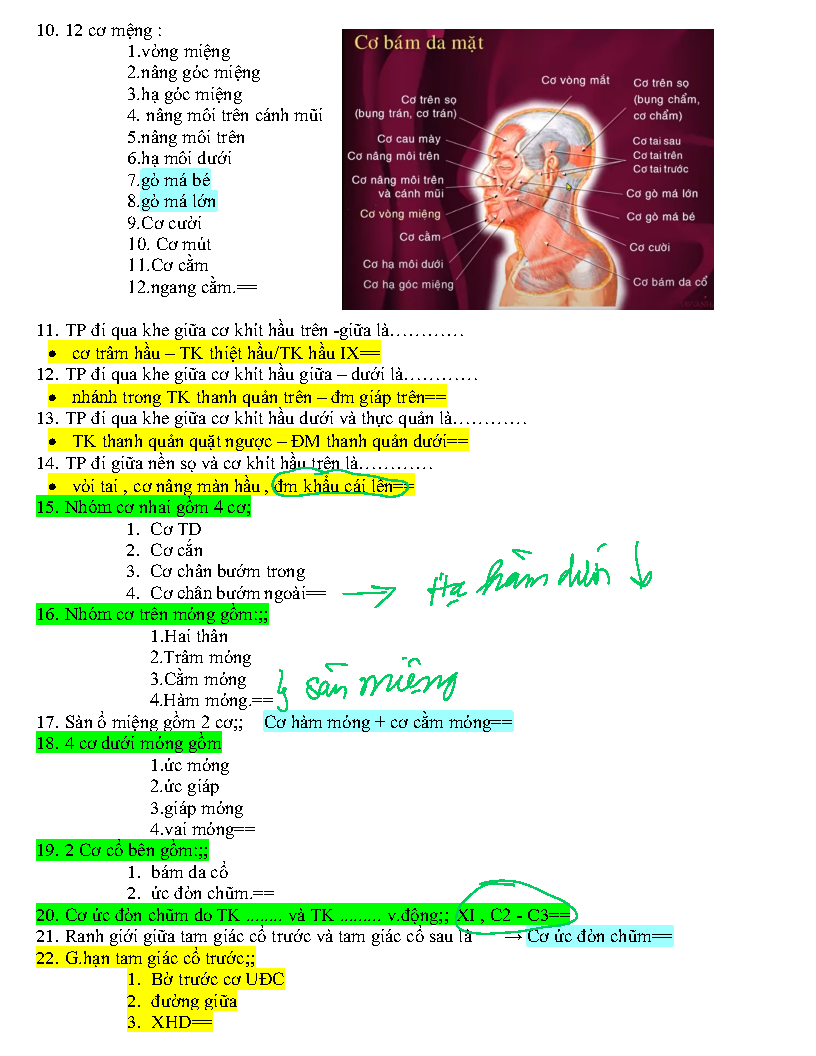 10. 12 cơ mệng :
1.vòng miệng
2.nâng góc miệng
3.hạ góc miệng
4. nâng môi trên cánh mũi
5.nâng môi trên
6.hạ môi dưới
7.gò má bé
8.gò má lớn
9.Cơ cười
10. Cơ mút
11.Cơ cằm
12.ngang cằm.==
Cơ bám da mặt
Cơ vòng mắt
Cơ trên sọ
(bụng trán, cơ trán)
Cơ cau mày
Cơ nâng môi trên
Cơ nâng môi trên
và cánh mũi
Cơ vòng miệng
Cơ cằm
Cơ hạ môi dưới
Cơ hạ góc miệng
Cơ trên sọ
(bụng chẩm,
cơ chẩm)
Cơ tai sau
Cơ tai trên
Cơ tai trước
Cơ gò má lớn
Cơ gò má bé
Cơ cười
Cơ bám da cổ
11. TP đi qua khe giữa cơ khít hầu trên -giữa là…………
• cơ trâm hầu – TK thiệt hầu/TK hầu IX==
12. TP đi qua khe giữa cơ khít hầu giữa – dưới là…………
• nhánh trong TK thanh quản trên – đm giáp trên==
13. TP đi qua khe giữa cơ khít hầu dưới và thực quản là…………
• TK thanh quản quặt ngược – ĐM thanh quản dưới==
14. TP đi giữa nền sọ và cơ khít hầu trên là…………
• vòi tai , cơ nâng màn hầu , đm khẩu cái lên==
15. Nhóm cơ nhai gồm 4 cơ;
1. Cơ TD
2. Cơ cắn
3. Cơ chân bướm trong
4. Cơ chân bướm ngoài== → Hạ hàm dưới ↓
16. Nhóm cơ trên móng gồm:;;
1.Hai thân
2.Trâm móng
3.Cằm móng
4.Hàm móng.== sàn miệng
17. Sàn ổ miệng gồm 2 cơ;; Cơ hàm móng + cơ cằm móng==
18. 4 cơ dưới móng gồm
1.ức móng
2.ức giáp
3.giáp móng
4.vai móng==
19. 2 Cơ cổ bên gồm:;;
1. bám da cổ
2. ức đòn chũm.==
20. Cơ ức đòn chũm do TK ........ và TK ......... v.động;; XI , C2 - C3==
21. Ranh giới giữa tam giác cổ trước và tam giác cổ sau là → Cơ ức đòn chũm==
22. G.hạn tam giác cổ trước;;
1. Bờ trước cơ UĐC
2. đường giữa
3. XHD==